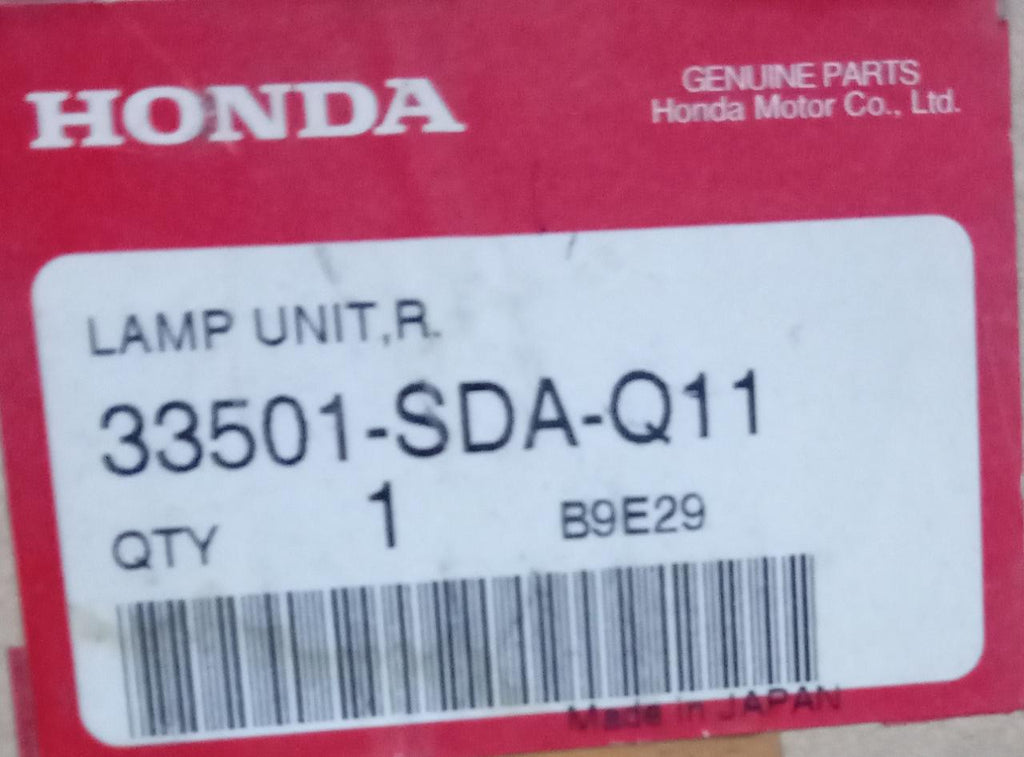 HONDA
GENUINE PARTS
Honda Motor Co., Ltd.
LAMP UNIT,R.
33501-SDA-Q11
QTY 1 B9E29
Made in JAPAN